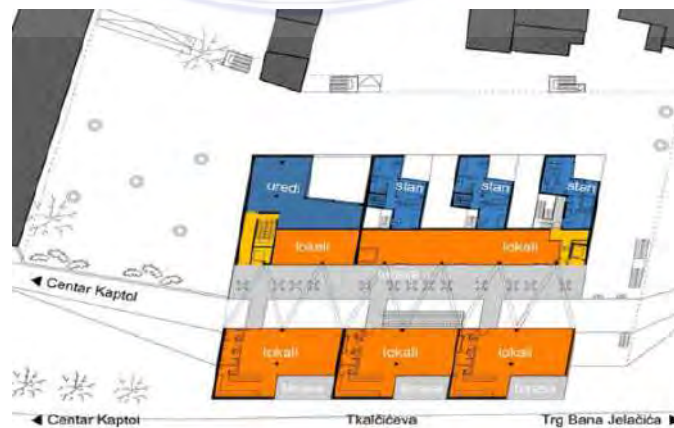 uredi
stan
stan
stan
lokali
lokali
◄ Centar Kaptol
lokali
lokali
lokali
◄ Centar Kaptol
Tkalčićeva
Trg Bana Jelačića ►